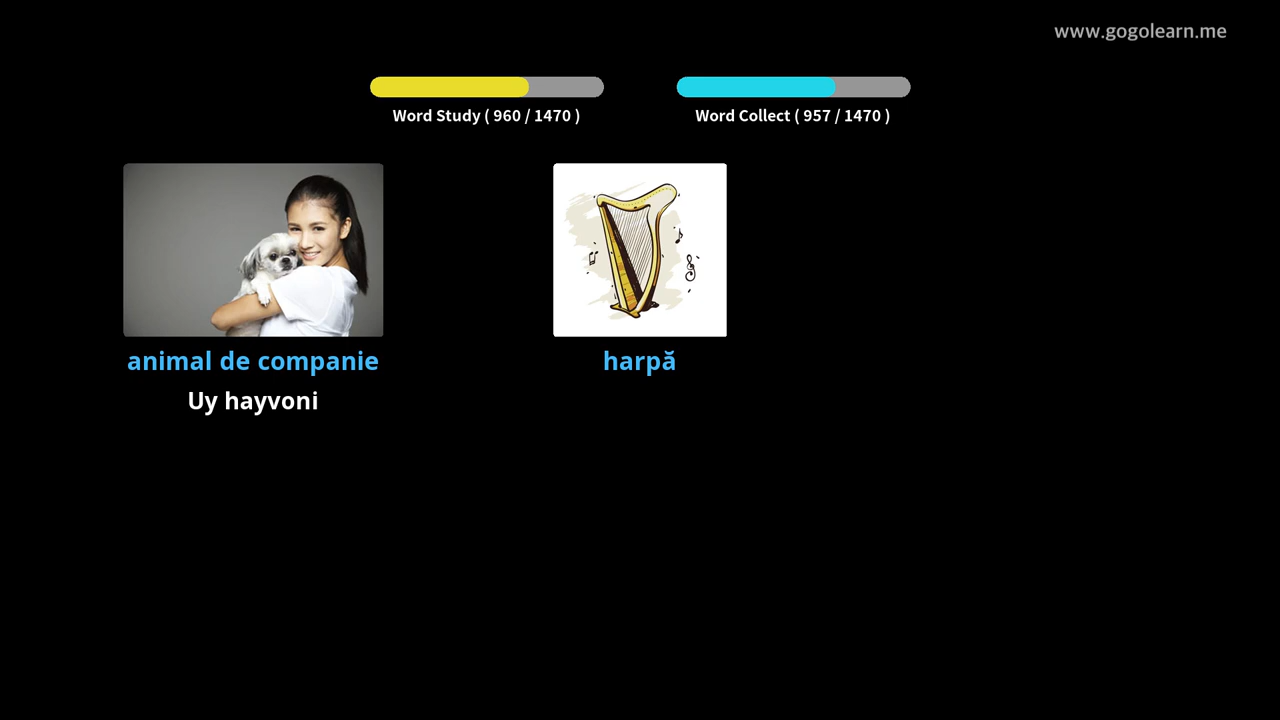 www.gogolearn.me
Word Study ( 960 / 1470 )
Word Collect ( 957 / 1470 )
animal de companie
Uy hayvoni
harpă